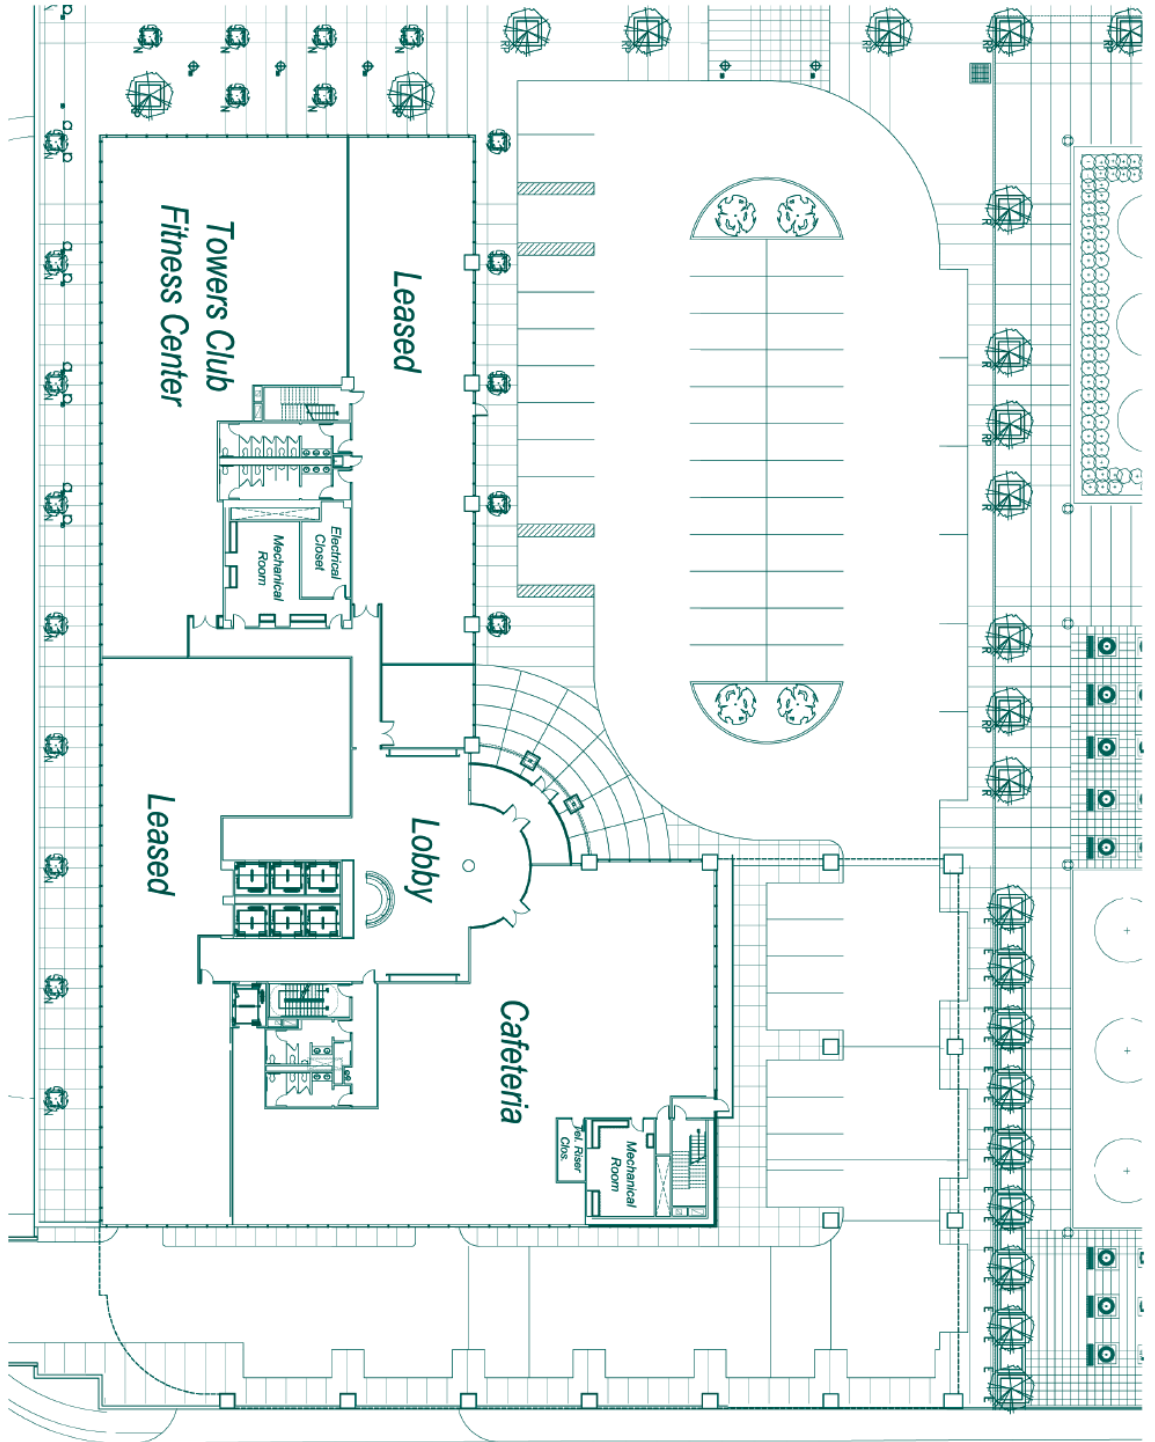 Towers Club
Fitness Center
Leased
Electrical
Closet
Mechanical
Room
Lobby
Leased
Cafeteria
Tel. Riser
Clos.
Mechanical
Room